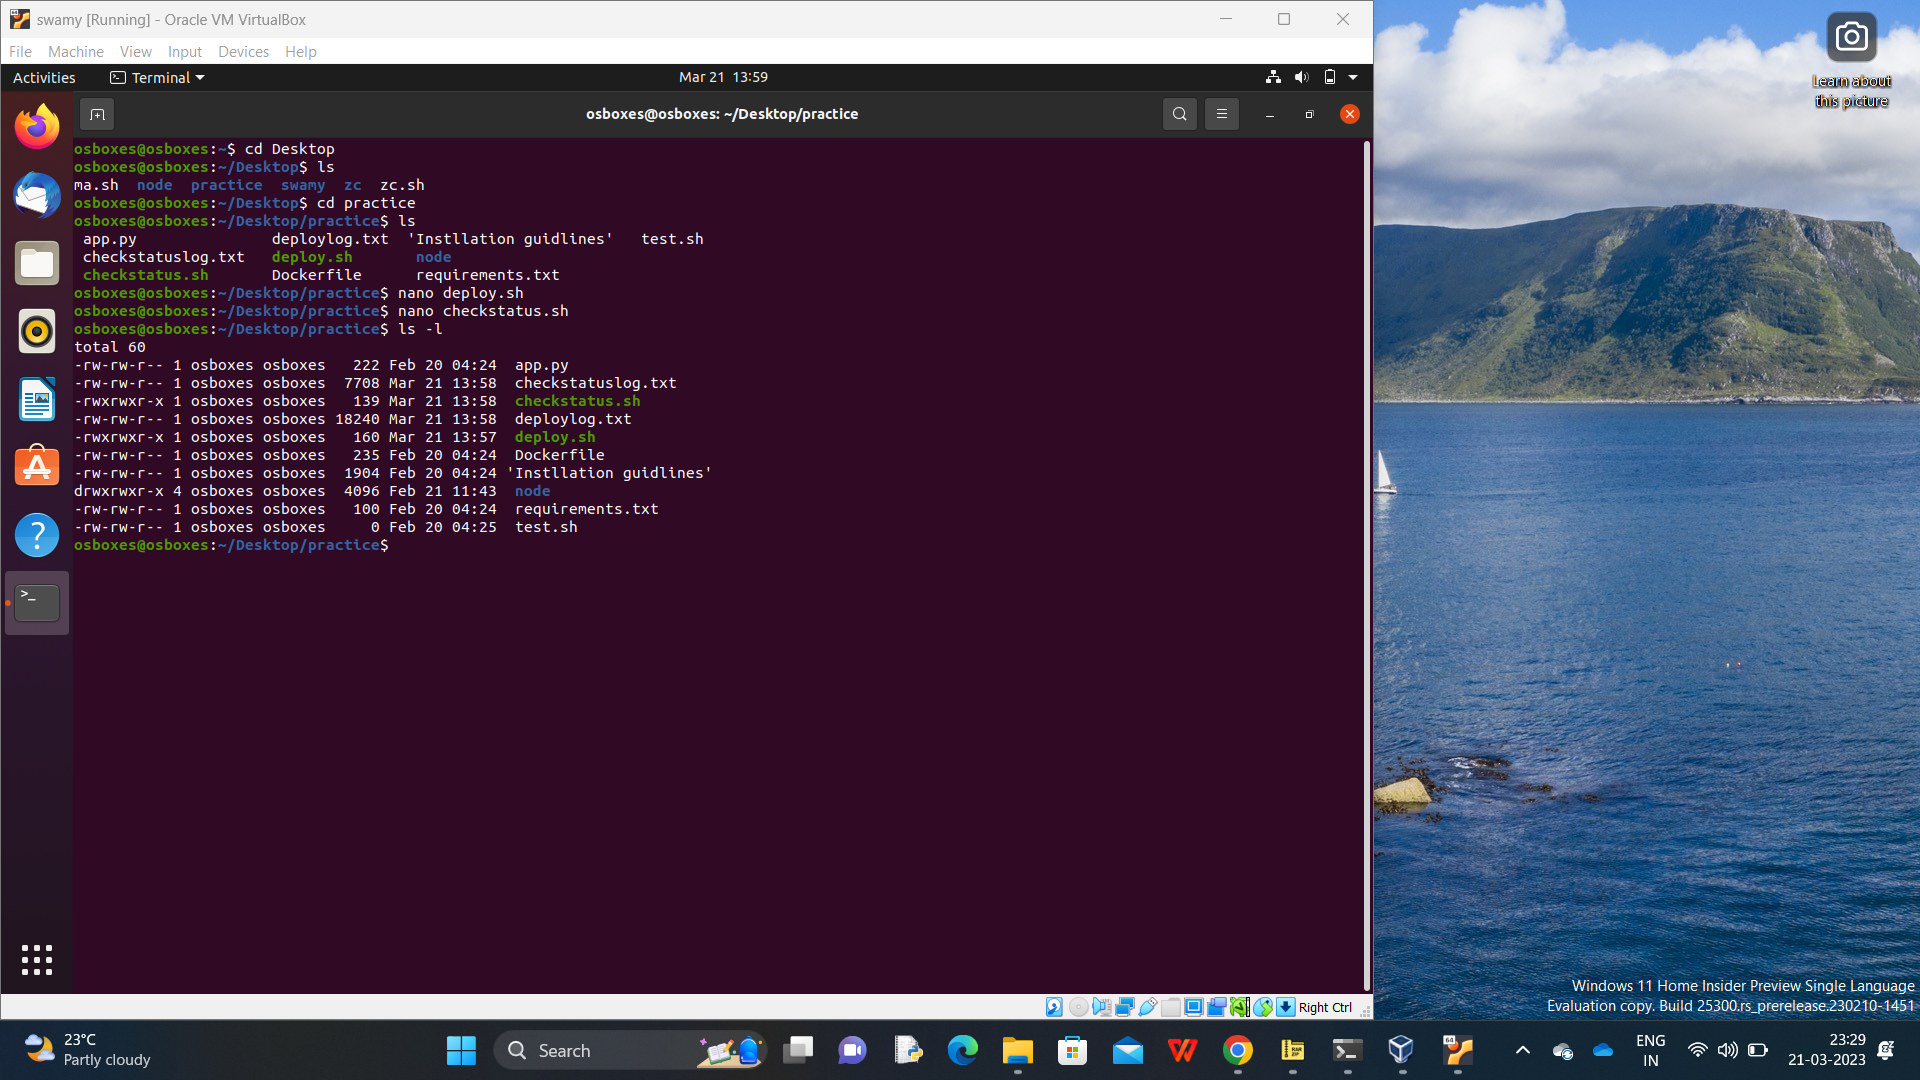 swamy [Running] - Oracle VM VirtualBox
File Machine View Input Devices Help
Activities Terminal Mar 21 13:59
osboxes@osboxes: ~/Desktop/practice
osboxes@osboxes:~$ cd Desktop
osboxes@osboxes:~/Desktop$ ls
ma.sh node practice swamy zc zc.sh
osboxes@osboxes:~/Desktop$ cd practice
osboxes@osboxes:~/Desktop/practice$ ls
app.py deploylog.txt 'Instllation guidlines' test.sh
checkstatuslog.txt deploy.sh node
checkstatus.sh Dockerfile requirements.txt
osboxes@osboxes:~/Desktop/practice$ nano deploy.sh
osboxes@osboxes:~/Desktop/practice$ nano checkstatus.sh
osboxes@osboxes:~/Desktop/practice$ ls -l
total 60
-rw-rw-r-- 1 osboxes osboxes 222 Feb 20 04:24 app.py
-rw-rw-r-- 1 osboxes osboxes 7708 Mar 21 13:58 checkstatuslog.txt
-rwxrwxr-x 1 osboxes osboxes 139 Mar 21 13:58 checkstatus.sh
-rw-rw-r-- 1 osboxes osboxes 18240 Mar 21 13:58 deploylog.txt
-rwxrwxr-x 1 osboxes osboxes 160 Mar 21 13:57 deploy.sh
-rw-rw-r-- 1 osboxes osboxes 235 Feb 20 04:24 Dockerfile
-rw-rw-r-- 1 osboxes osboxes 1904 Feb 20 04:24 'Instllation guidlines'
drwxrwxr-x 4 osboxes osboxes 4096 Feb 21 11:43 node
-rw-rw-r-- 1 osboxes osboxes 100 Feb 20 04:24 requirements.txt
-rw-rw-r-- 1 osboxes osboxes 0 Feb 20 04:25 test.sh
osboxes@osboxes:~/Desktop/practice$
Right Ctrl
Learn about
this picture
Windows 11 Home Insider Preview Single Language
Evaluation copy. Build 25300.rs_prerelease.230210-1451
23°C
Partly cloudy
Search
ENG
IN
23:29
21-03-2023